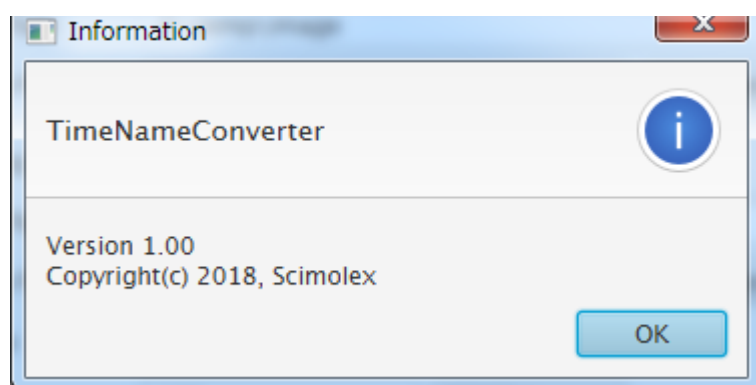 Information
TimeNameConverter
i
Version 1.00
Copyright(c) 2018, Scimolex
OK